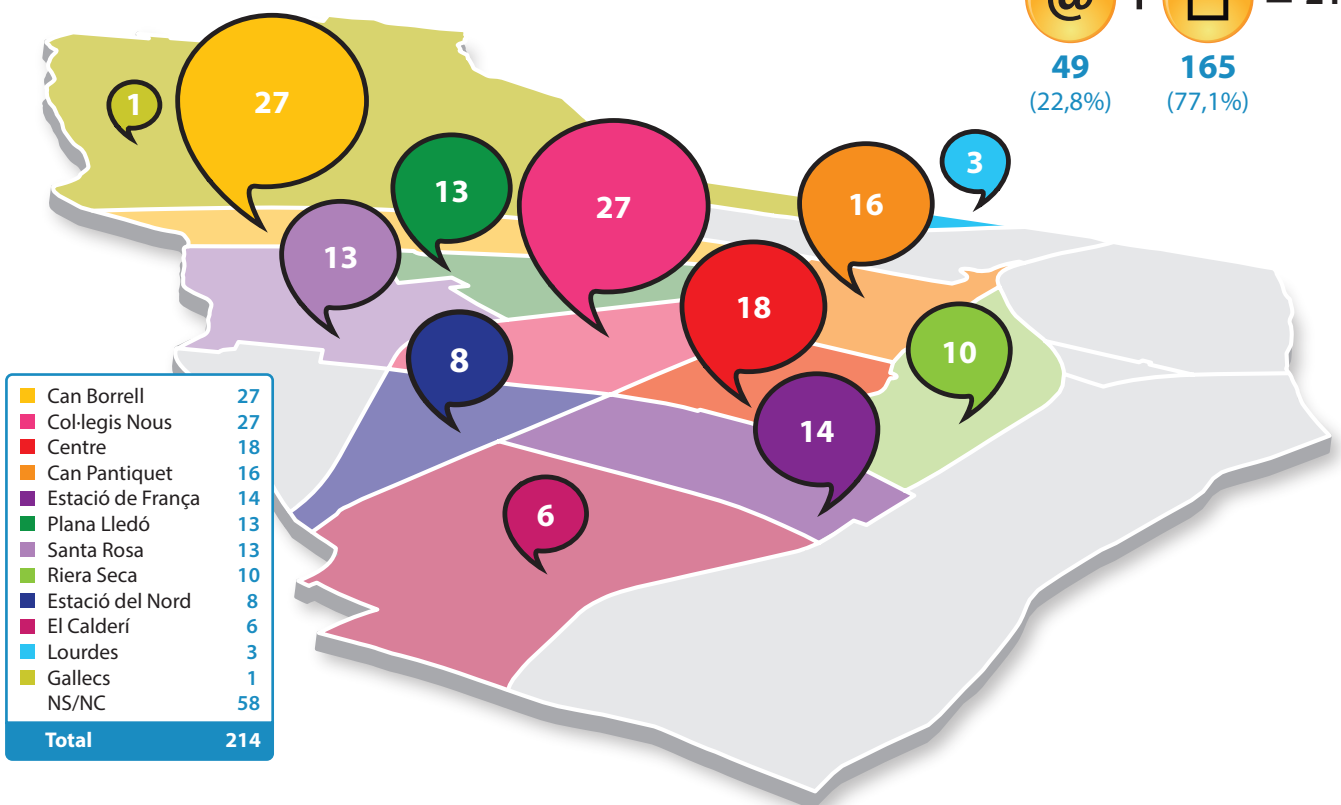 @
49
165
(22,8%)
(77,1%)
1
27
13
27
16
3
13
18
8
10
14
6
Can Borrell 27
Col·legis Nous 27
Centre 18
Can Pantiquet 16
Estació de França 14
Plana Lledó 13
Santa Rosa 13
Riera Seca 10
Estació del Nord 8
El Calderí 6
Lourdes 3
Gallecs 1
NS/NC 58
Total 214